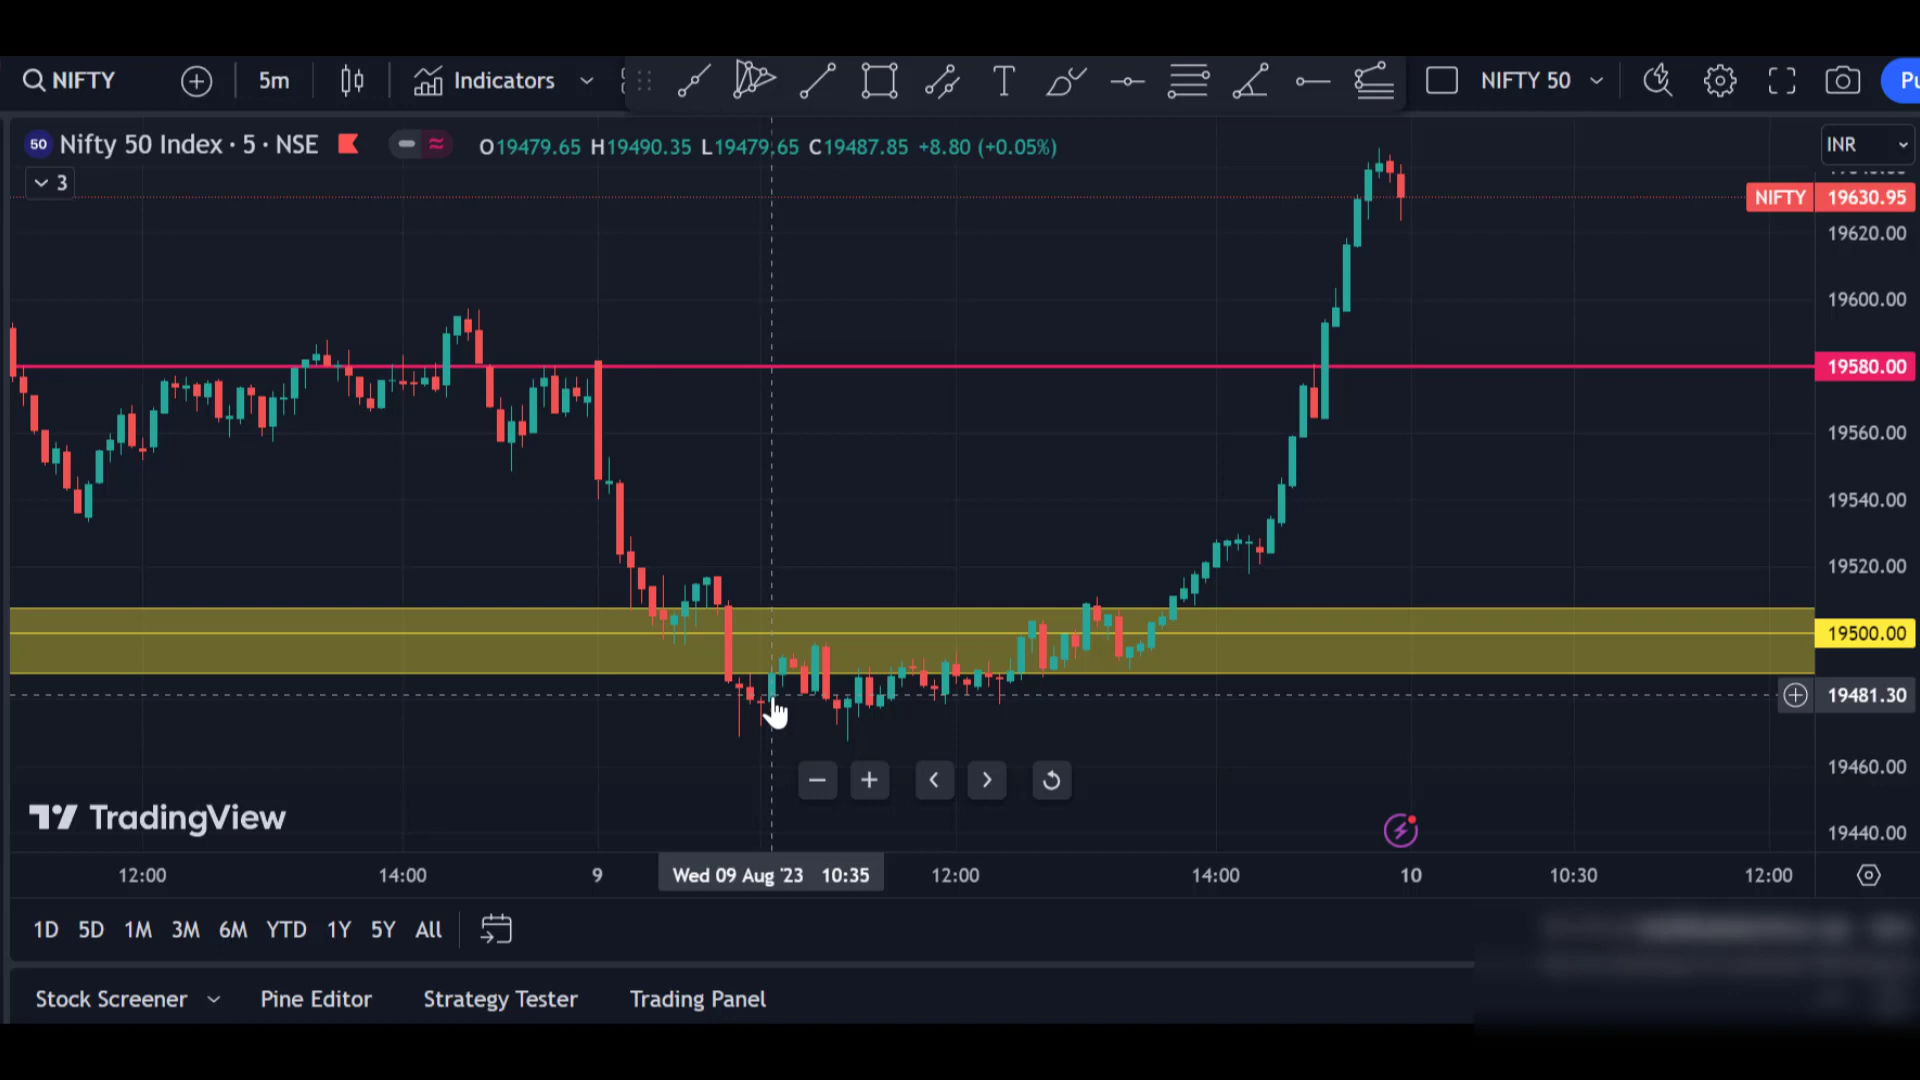 NIFTY 5m Indicators T NIFTY 50 Pu
50 Nifty 50 Index · 5 · NSE O19479.65 H19490.35 L19479.65 C19487.85 +8.80 (+0.05%) INR
3
NIFTY 19630.95
19620.00
19600.00
19580.00
19560.00
19540.00
19520.00
19500.00
19481.30
19460.00
TradingView
19440.00
12:00 14:00 9 Wed 09 Aug '23 10:35 12:00 14:00 10 10:30 12:00
1D 5D 1M 3M 6M YTD 1Y 5Y All
Stock Screener Pine Editor Strategy Tester Trading Panel